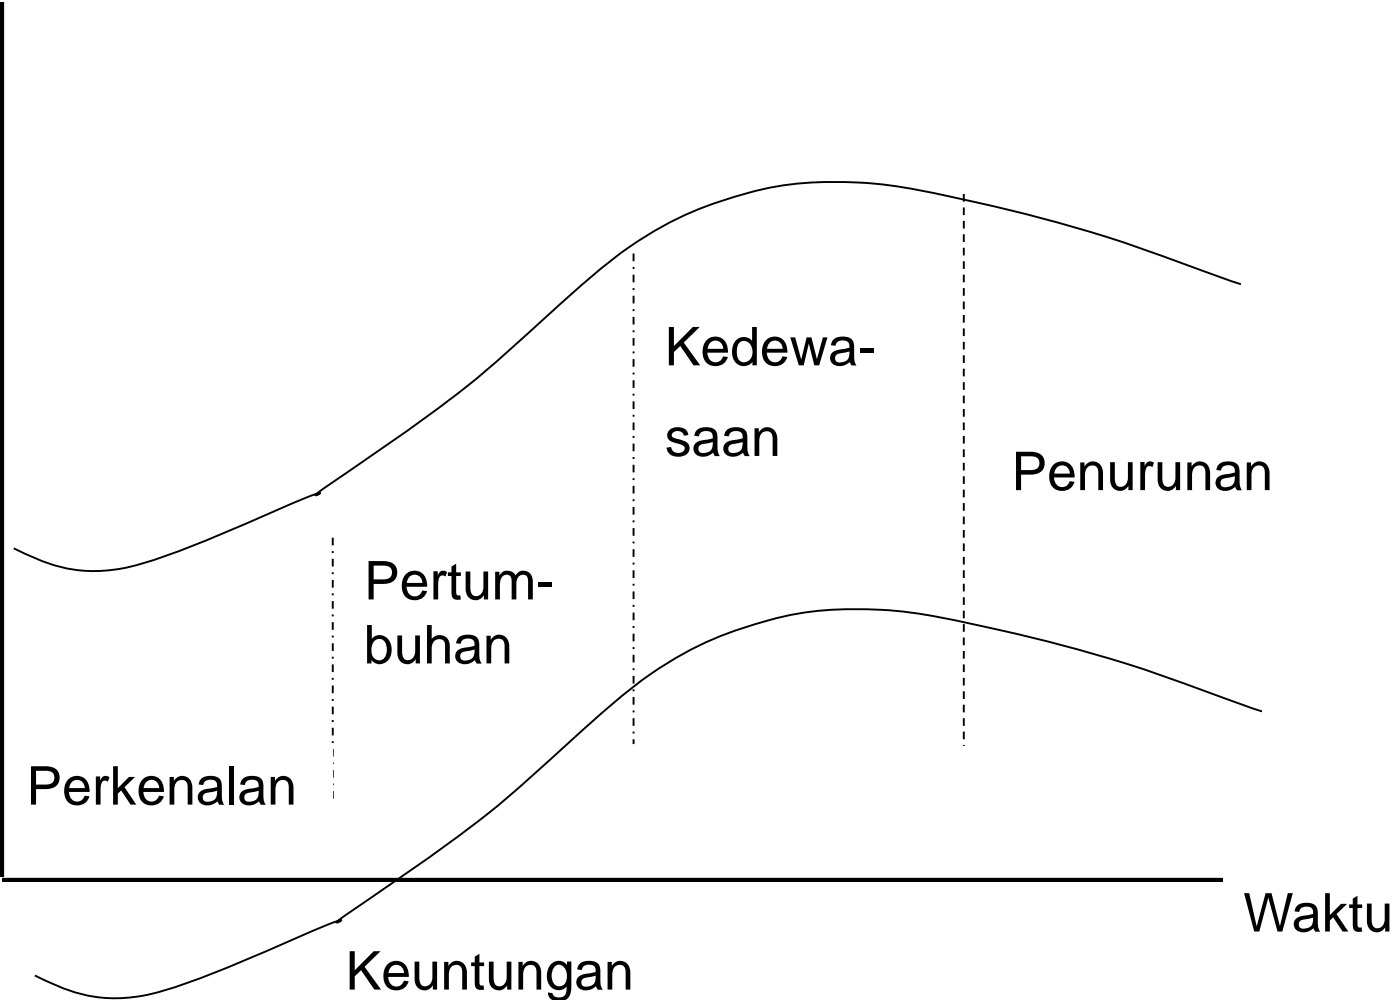 Kedewa-
saan
Penurunan
Pertum-
buhan
Perkenalan
Waktu
Keuntungan